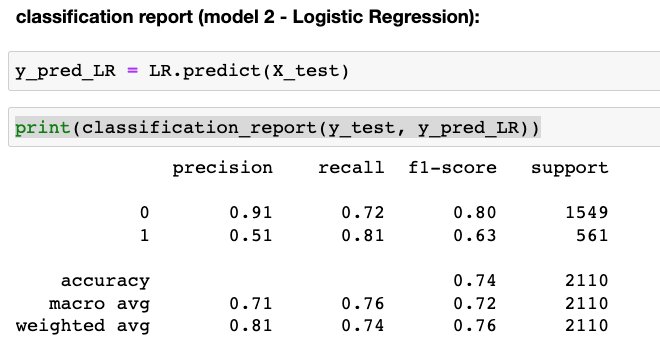 classification report (model 2 - Logistic Regression):
y_pred_LR = LR.predict(X_test)
print(classification_report(y_test, y_pred_LR))
precision recall f1-score support
0 0.91 0.72 0.80 1549
1 0.51 0.81 0.63 561
accuracy 0.74 2110
macro avg 0.71 0.76 0.72 2110
weighted avg 0.81 0.74 0.76 2110